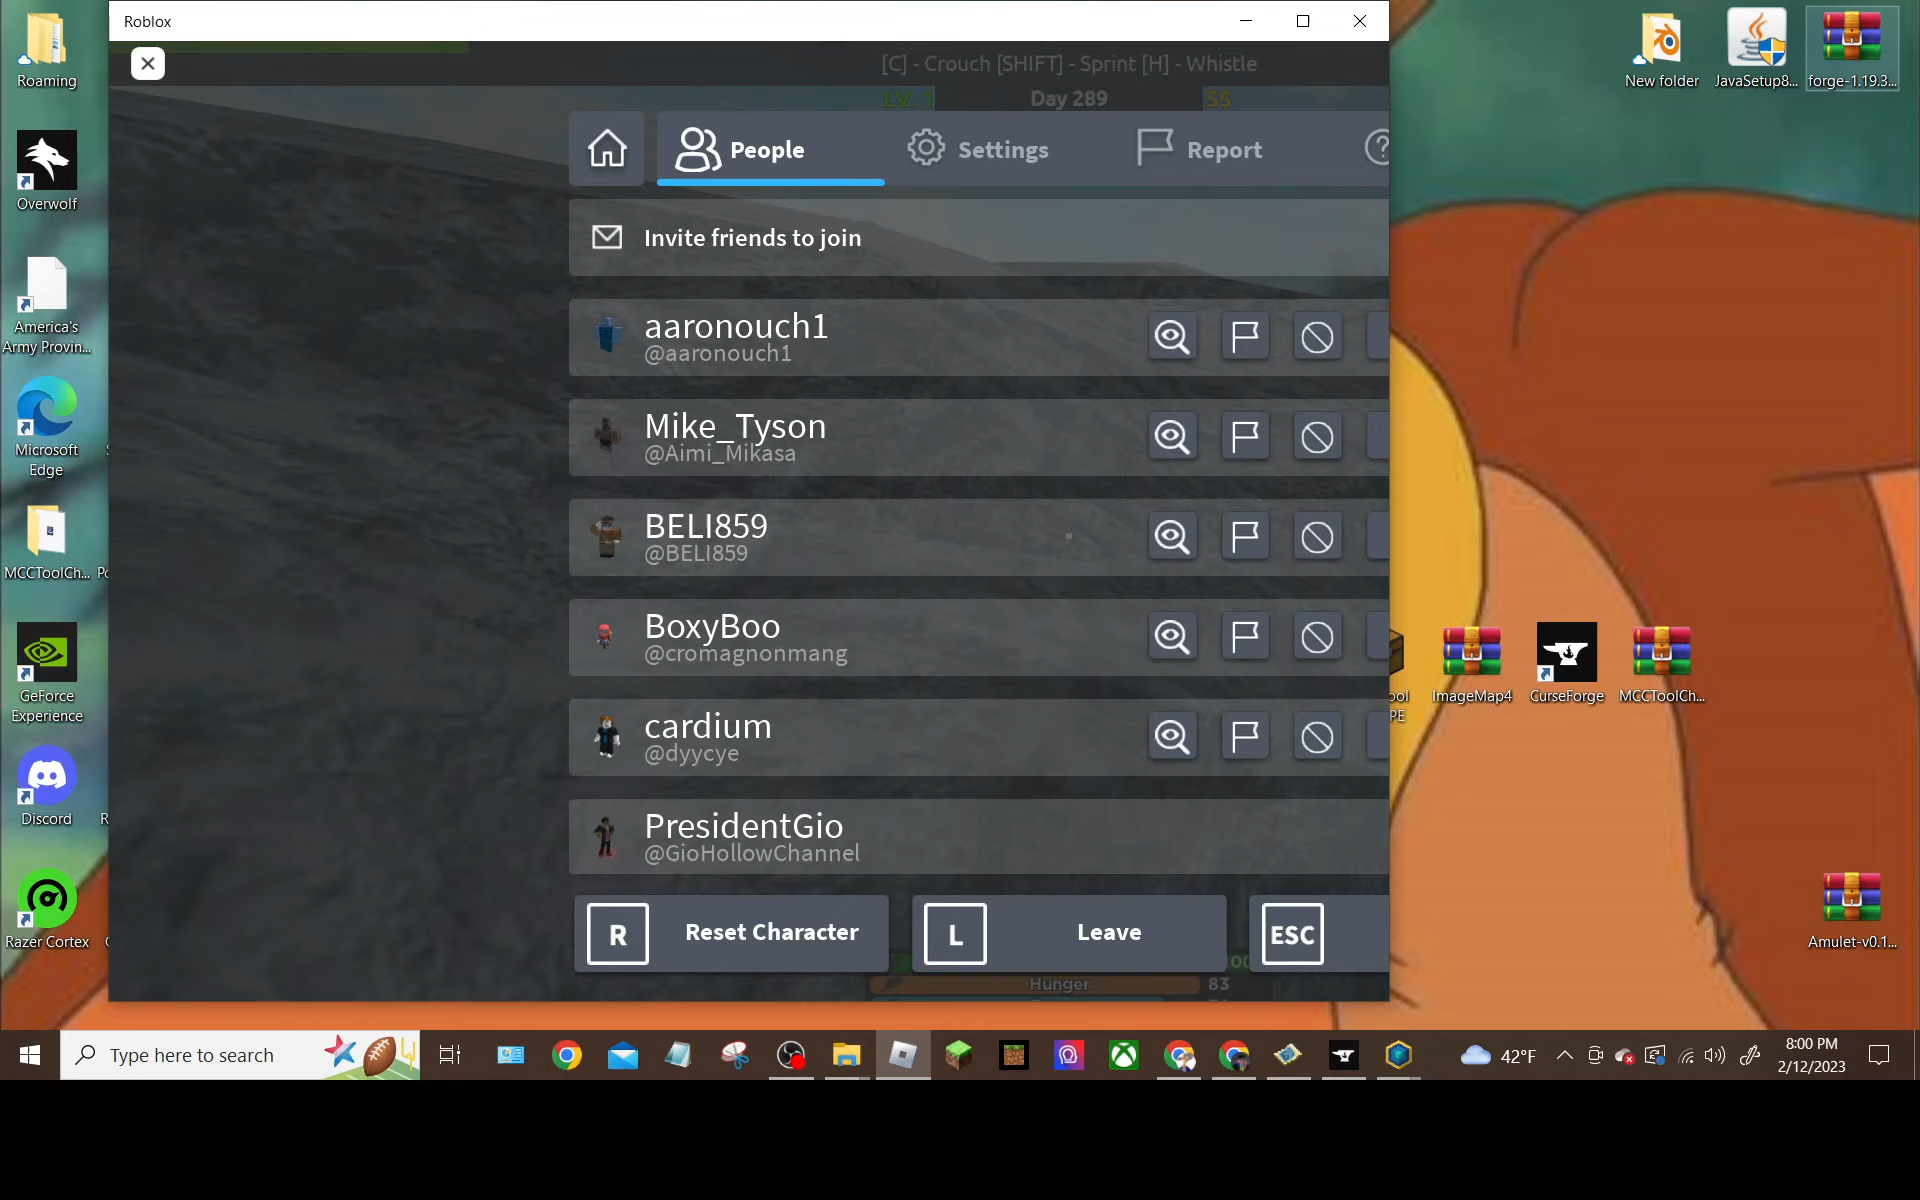 Roblox
[C] - Crouch [SHIFT] - Sprint [H] - Whistle
LV. 1
Day 289
5$
People
Settings
Report
Invite friends to join
aaronouch1
@aaronouch1
Mike_Tyson
@Aimi_Mikasa
BELI859
@BELI859
BoxyBoo
@cromagnonmang
cardium
@dyycye
PresidentGio
@GioHollowChannel
R
Reset Character
L
Leave
ESC
Hunger
83
Roaming
Overwolf
America's
Army Provin...
Microsoft
Edge
MCCToolCh...
GeForce
Experience
Discord
Razer Cortex
New folder
JavaSetup8...
forge-1.19.3...
ImageMap4
CurseForge
MCCToolCh...
Amulet-v0.1...
Type here to search
42°F
8:00 PM
2/12/2023